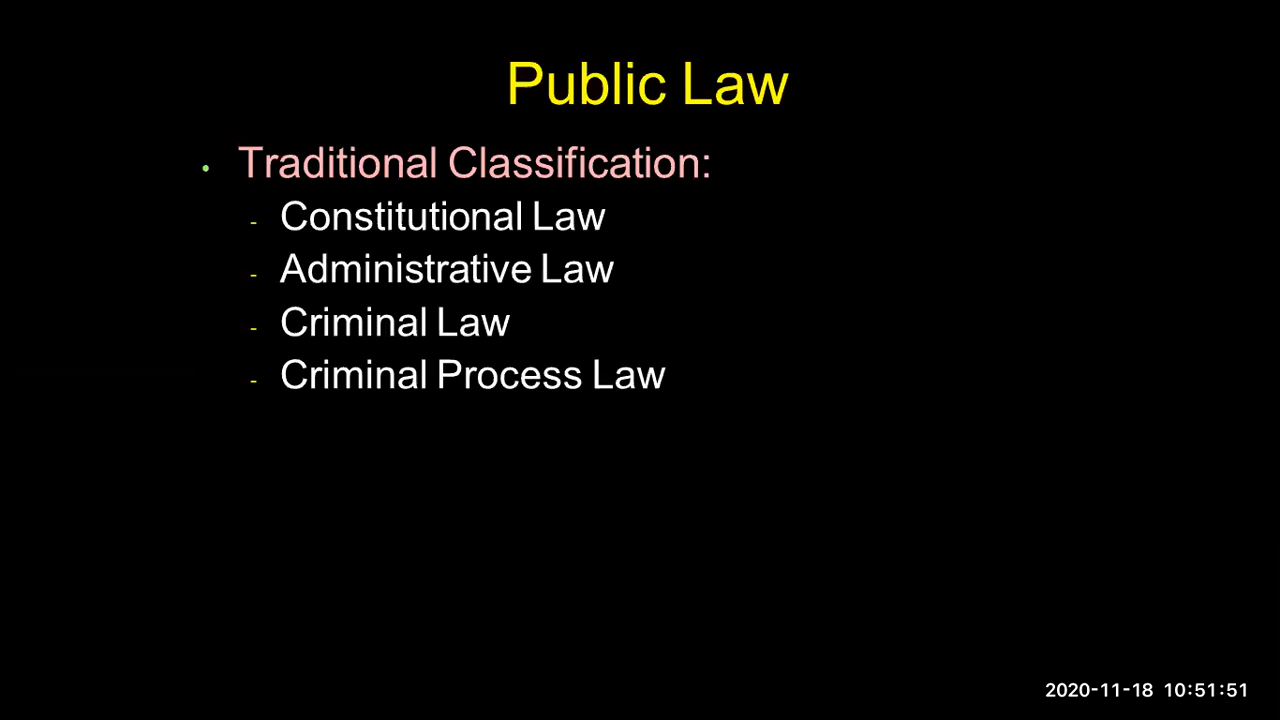 Public Law
• Traditional Classification:
- Constitutional Law
- Administrative Law
- Criminal Law
- Criminal Process Law
2020-11-18 10:51:51